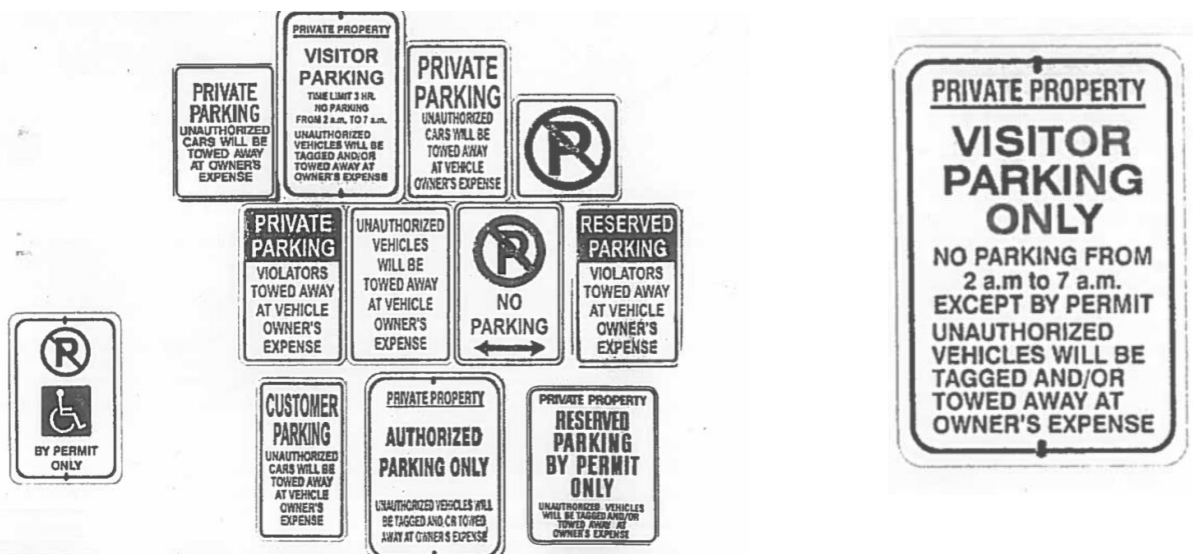 PRIVATE
PARKING
UNAUTHORIZED
CARS WILL BE
TOWED AWAY
AT OWNER'S
EXPENSE
PRIVATE PROPERTY
VISITOR
PARKING
TIME LIMIT 3 HR.
NO PARKING
FROM 2 a.m. TO 7 a.m.
UNAUTHORIZED
VEHICLES WILL BE
TAGGED AND/OR
TOWED AWAY AT
OWNER'S EXPENSE
PRIVATE
PARKING
UNAUTHORIZED
CARS WILL BE
TOWED AWAY
AT VEHICLE
OWNER'S EXPENSE
P
PRIVATE PROPERTY
VISITOR
PARKING
ONLY
NO PARKING FROM
2 a.m to 7 a.m.
EXCEPT BY PERMIT
UNAUTHORIZED
VEHICLES WILL BE
TAGGED AND/OR
TOWED AWAY AT
OWNER'S EXPENSE
PRIVATE
PARKING
VIOLATORS
TOWED AWAY
AT VEHICLE
OWNER'S
EXPENSE
UNAUTHORIZED
VEHICLES
WILL BE
TOWED AWAY
AT VEHICLE
OWNER'S
EXPENSE
P
NO
PARKING
RESERVED
PARKING
VIOLATORS
TOWED AWAY
AT VEHICLE
OWNER'S
EXPENSE
P
BY PERMIT
ONLY
CUSTOMER
PARKING
UNAUTHORIZED
CARS WILL BE
TOWED AWAY
AT VEHICLE
OWNER'S
EXPENSE
PRIVATE PROPERTY
AUTHORIZED
PARKING ONLY
UNAUTHORIZED VEHICLES WILL
BE TAGGED AND/OR TOWED
AWAY AT OWNER'S EXPENSE
PRIVATE PROPERTY
RESERVED
PARKING
BY PERMIT
ONLY
UNAUTHORIZED VEHICLES
WILL BE TAGGED AND/OR
TOWED AWAY AT
OWNER'S EXPENSE